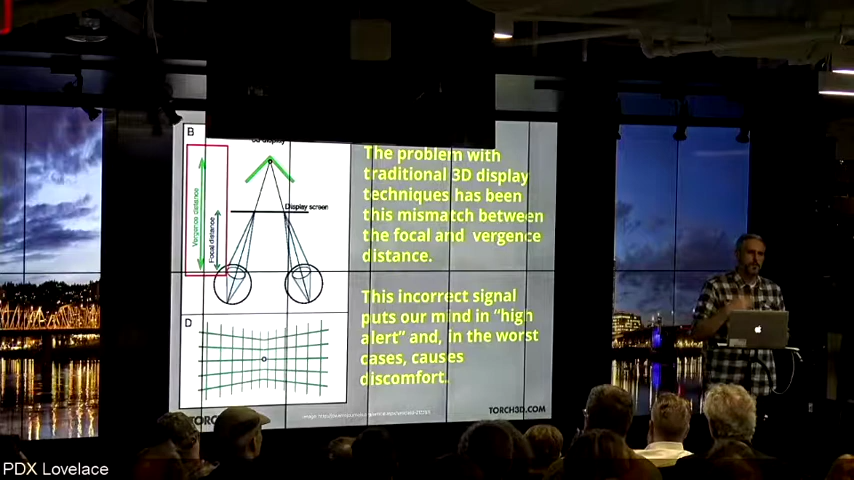 B
3D display
The problem with
traditional 3D display
techniques has been
this mismatch between
the focal and vergence
distance.
Display screen
Vergence distance
Focal distance
This incorrect signal
puts our mind in "high
alert" and, in the worst
cases, causes
discomfort.
D
TORCH3D.COM
PDX Lovelace